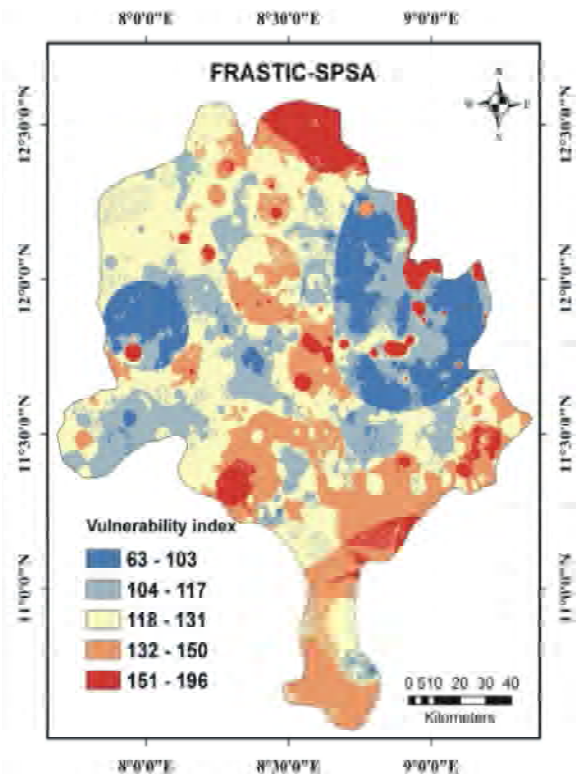 8°0'0"E 8°30'0"E 9°0'0"E
FRASTIC-SPSA
N
W E
S
12°30'0"N 12°30'0"N
12°0'0"N 12°0'0"N
11°30'0"N 11°30'0"N
11°0'0"N 11°0'0"N
Vulnerability index
63 - 103
104 - 117
118 - 131
132 - 150
151 - 196
0 5 10 20 30 40
Kilometers
8°0'0"E 8°30'0"E 9°0'0"E